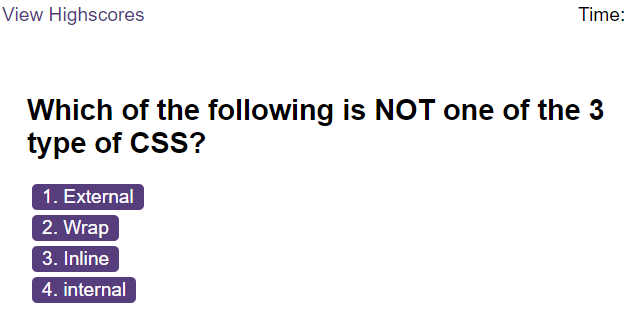 View Highscores
Time:
Which of the following is NOT one of the 3
type of CSS?
1. External
2. Wrap
3. Inline
4. internal